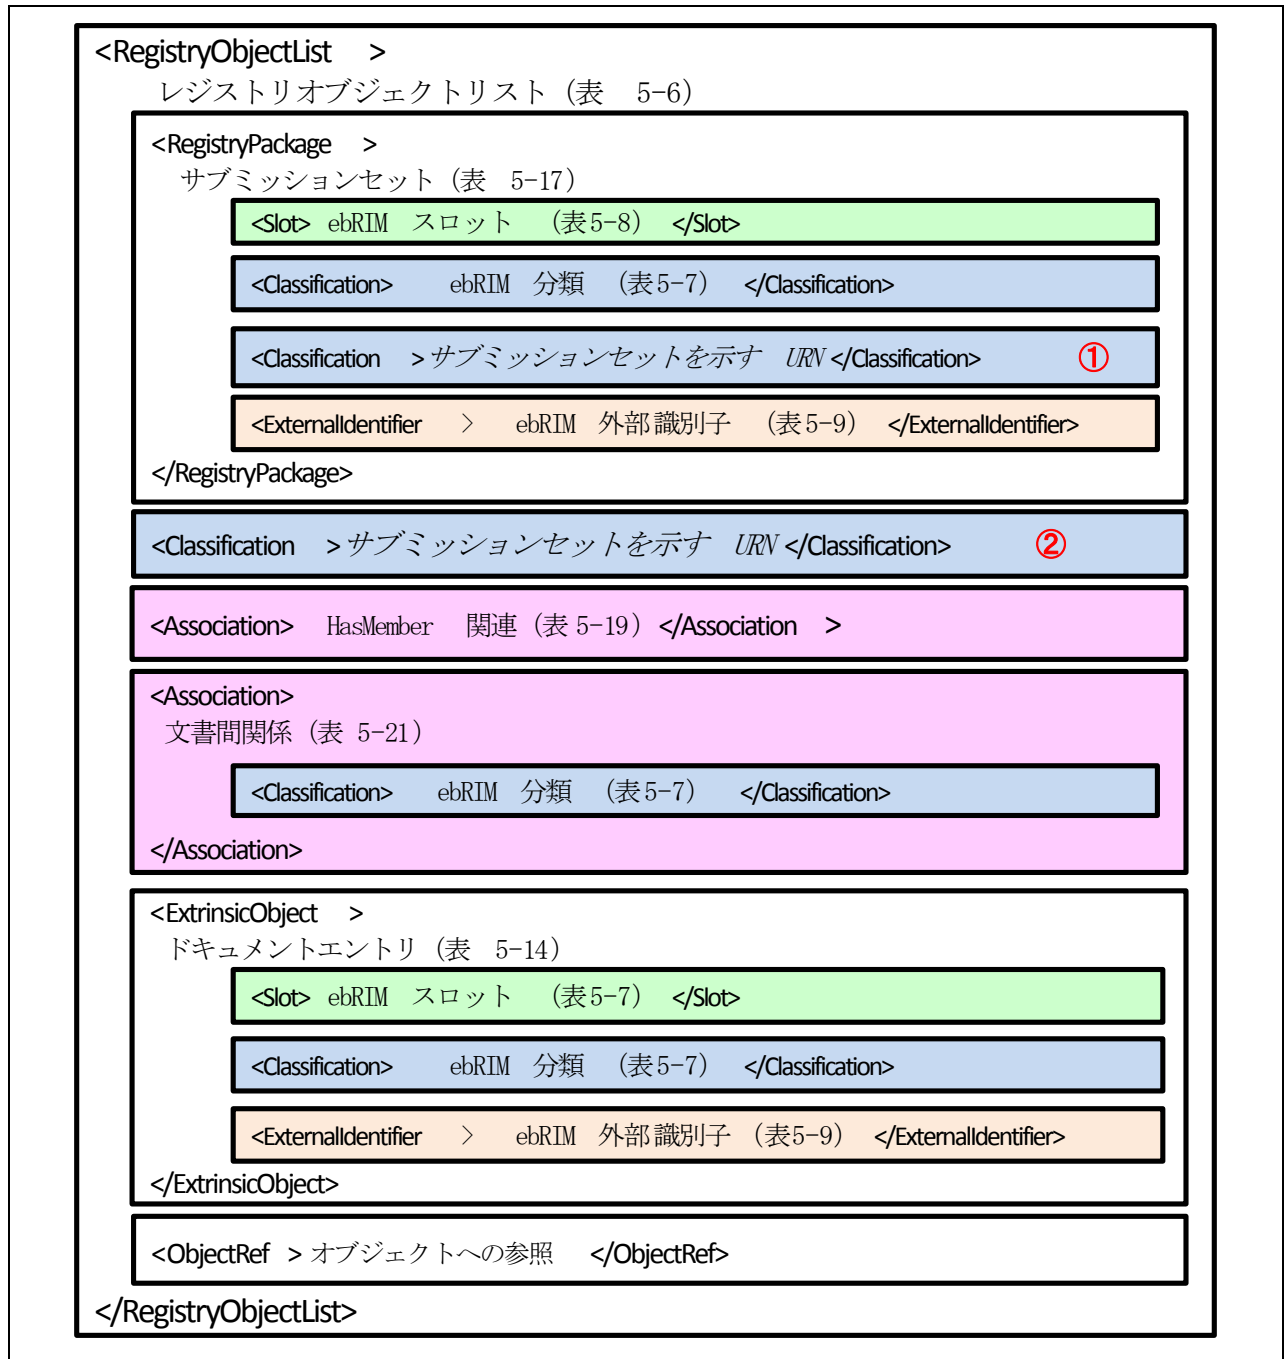 <RegistryObjectList >
レジストリオブジェクトリスト (表 5-6)
<RegistryPackage >
サブミッションセット (表 5-17)
<Slot> ebRIM スロット (表5-8) </Slot>
<Classification> ebRIM 分類 (表5-7) </Classification>
<Classification >サブミッションセットを示す URN</Classification> ①
<ExternalIdentifier > ebRIM 外部識別子 (表5-9) </ExternalIdentifier>
</RegistryPackage>
<Classification >サブミッションセットを示す URN</Classification> ②
<Association> HasMember 関連 (表 5-19) </Association >
<Association>
文書間関係 (表 5-21)
<Classification> ebRIM 分類 (表5-7) </Classification>
</Association>
<ExtrinsicObject >
ドキュメントエントリ (表 5-14)
<Slot> ebRIM スロット (表5-7) </Slot>
<Classification> ebRIM 分類 (表5-7) </Classification>
<ExternalIdentifier > ebRIM 外部識別子 (表5-9) </ExternalIdentifier>
</ExtrinsicObject>
<ObjectRef >オブジェクトへの参照 </ObjectRef>
</RegistryObjectList>